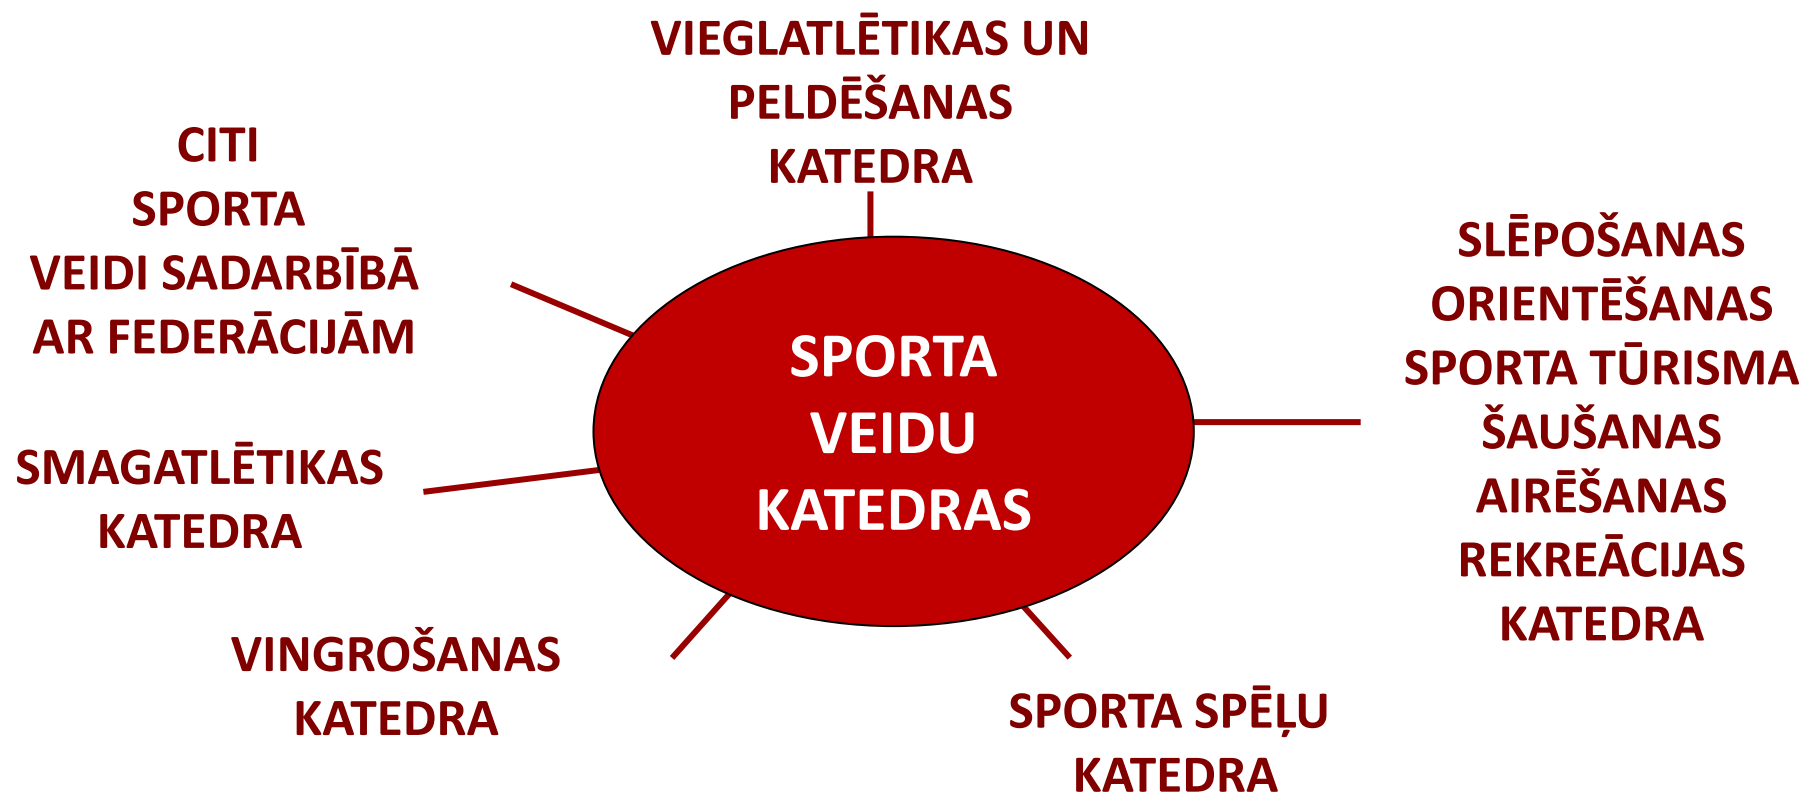 VIEGLATLĒTIKAS UN
PELDĒŠANAS
KATEDRA
CITI
SPORTA
VEIDI SADARBĪBĀ
AR FEDERĀCIJĀM
SLĒPOŠANAS
ORIENTĒŠANAS
SPORTA TŪRISMA
ŠAUŠANAS
AIRĒŠANAS
REKREĀCIJAS
KATEDRA
SPORTA
VEIDU
KATEDRAS
SMAGATLĒTIKAS
KATEDRA
VINGROŠANAS
KATEDRA
SPORTA SPĒĻU
KATEDRA